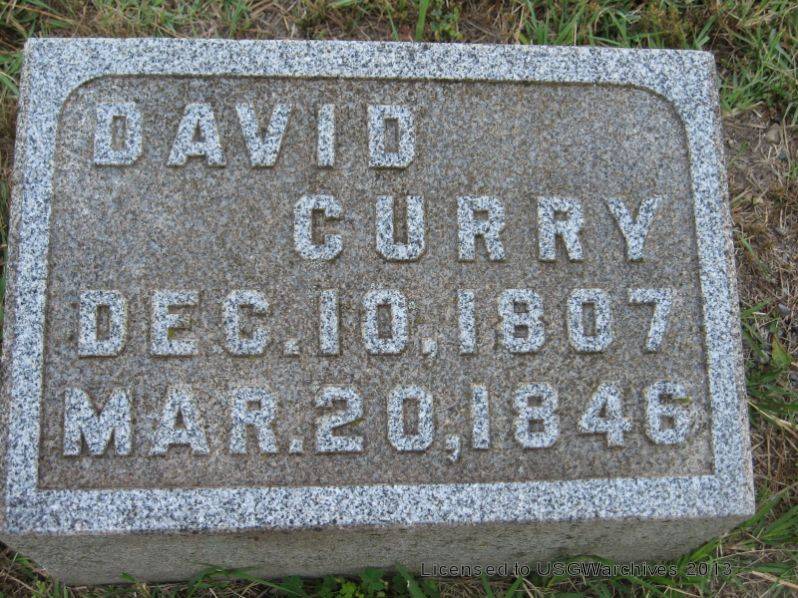 DAVID
CURRY
DEC. 10, 1807
MAR. 20, 1846
Licensed to USGWarchives 2013